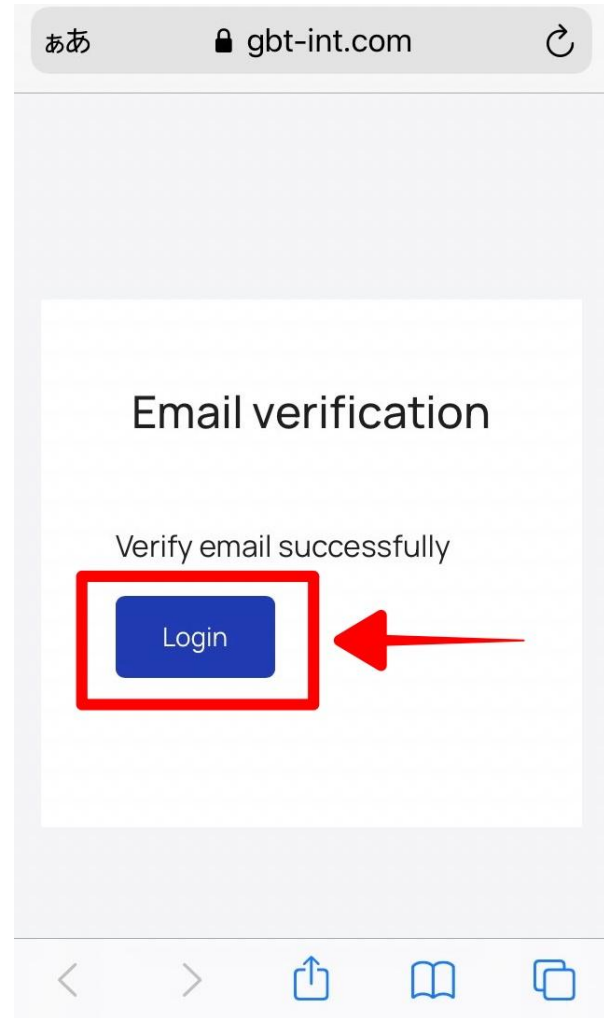 ぁあ gbt-int.com
Email verification
Verify email successfully
Login